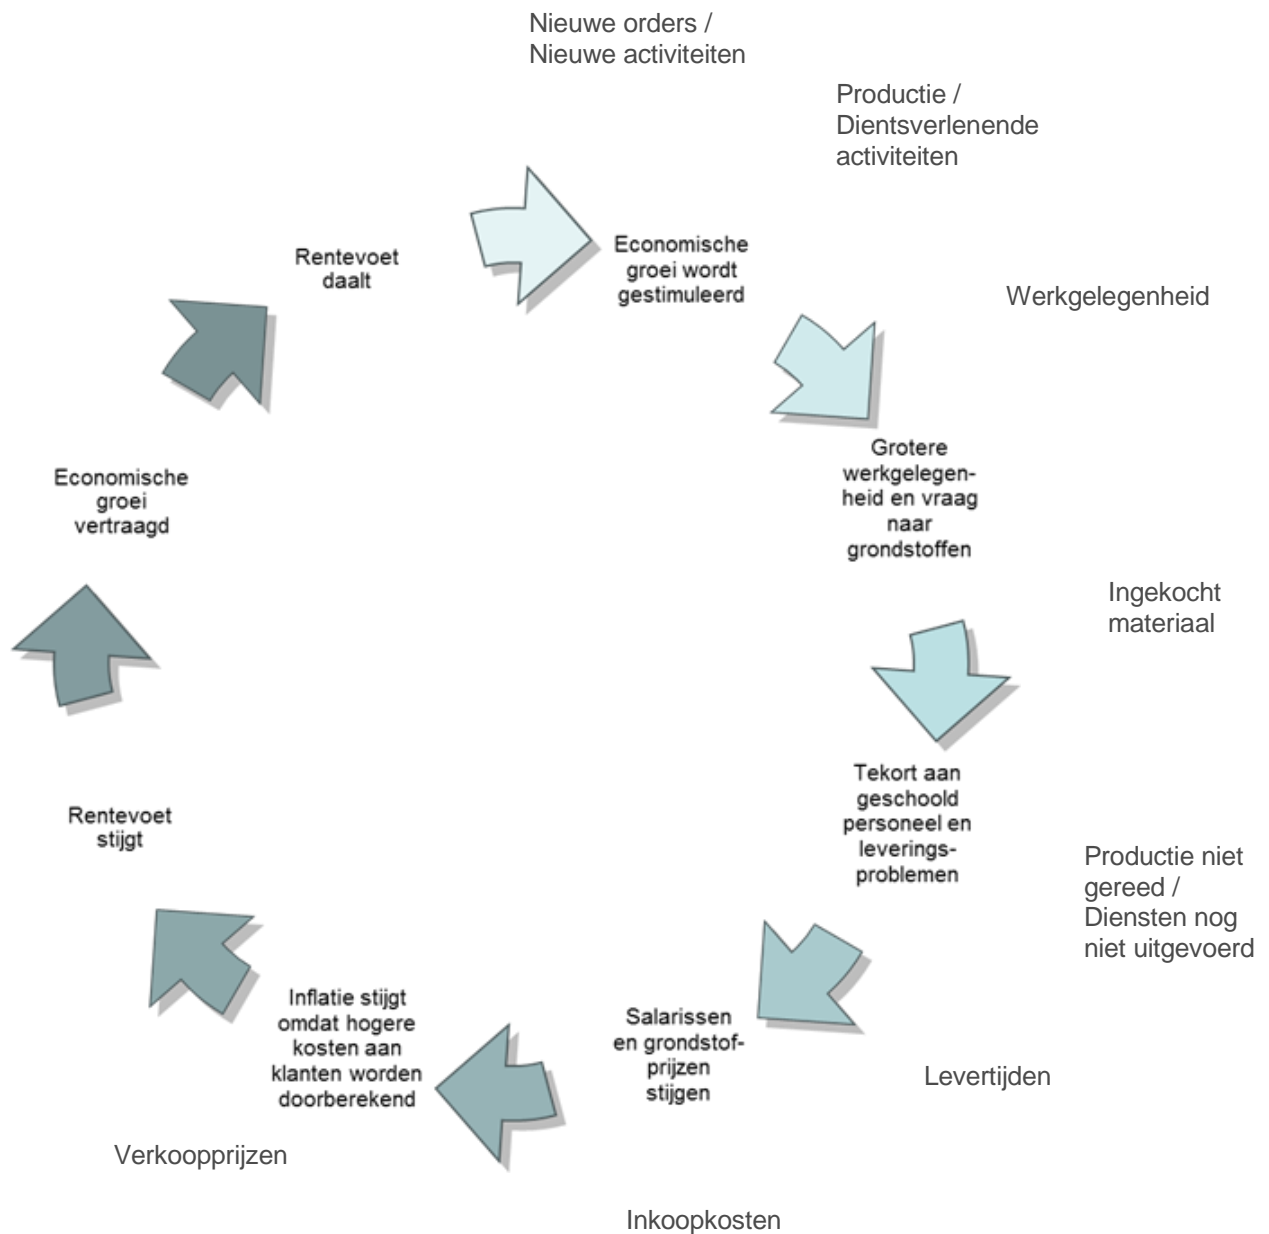 Nieuwe orders /
Nieuwe activiteiten
Productie /
Dientsverlenende
activiteiten
Economische
groei wordt
gestimuleerd
Rentevoet
daalt
Werkgelegenheid
Grotere
werkgelegen-
heid en vraag
naar
grondstoffen
Economische
groei
vertraagd
Ingekocht
materiaal
Tekort aan
geschoold
personeel en
leverings-
problemen
Rentevoet
stijgt
Productie niet
gereed /
Diensten nog
niet uitgevoerd
Inflatie stijgt
omdat hogere
kosten aan
klanten worden
doorberekend
Salarissen
en grondstof-
prijzen
stijgen
Levertijden
Verkoopprijzen
Inkoopkosten